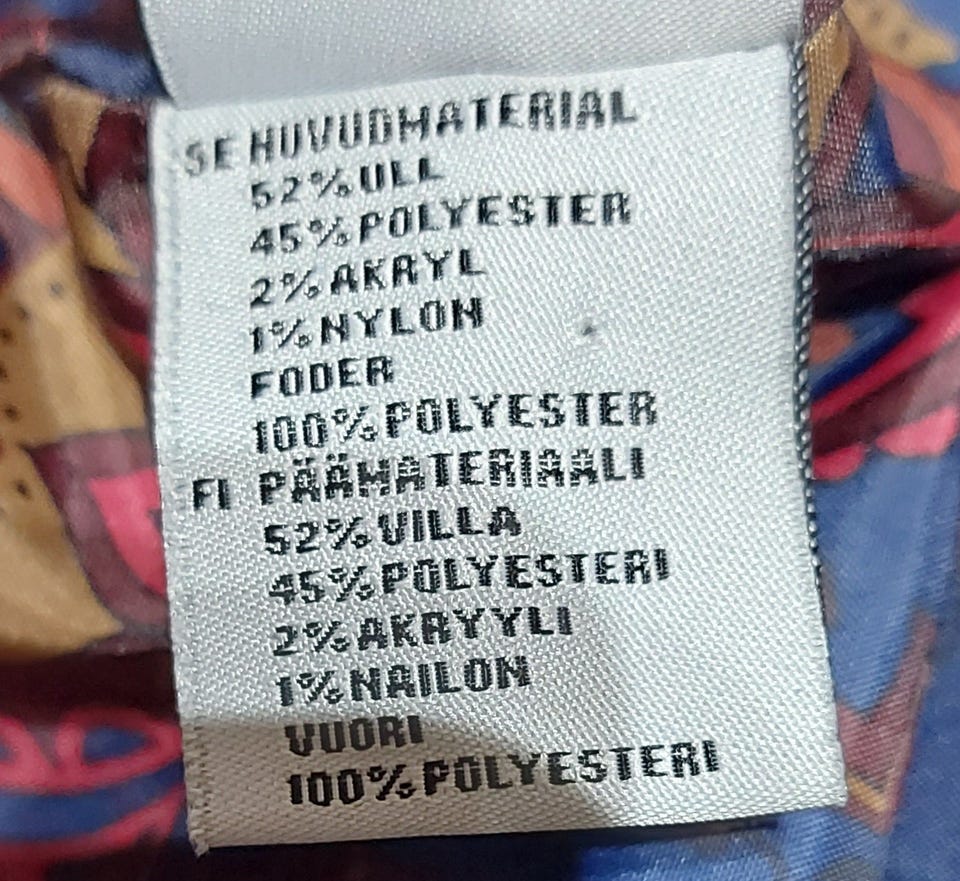 SE HUVUDMATERIAL
52% ULL
45% POLYESTER
2% AKRYL
1% NYLON
FODER
100% POLYESTER
FI PÄÄMATERIAALI
52% VILLA
45% POLYESTERI
2% AKRYYLI
1% NAILON
VUORI
100% POLYESTERI